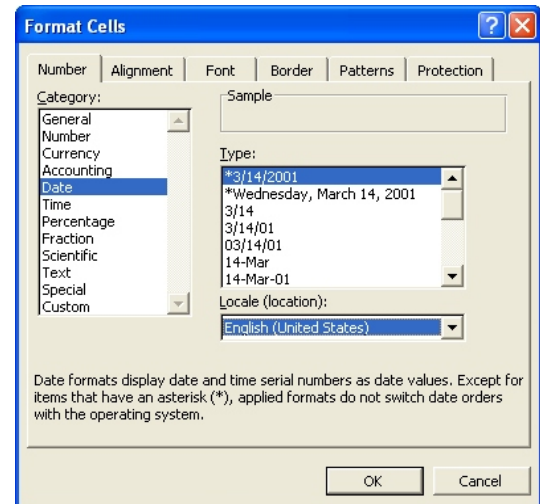 Format Cells
Number Alignment Font Border Patterns Protection
Category:
General
Number
Currency
Accounting
Date
Time
Percentage
Fraction
Scientific
Text
Special
Custom
Sample
Type:
*3/14/2001
*Wednesday, March 14, 2001
3/14
3/14/01
03/14/01
14-Mar
14-Mar-01
Locale (location):
English (United States)
Date formats display date and time serial numbers as date values. Except for
items that have an asterisk (*), applied formats do not switch date orders
with the operating system.
OK Cancel